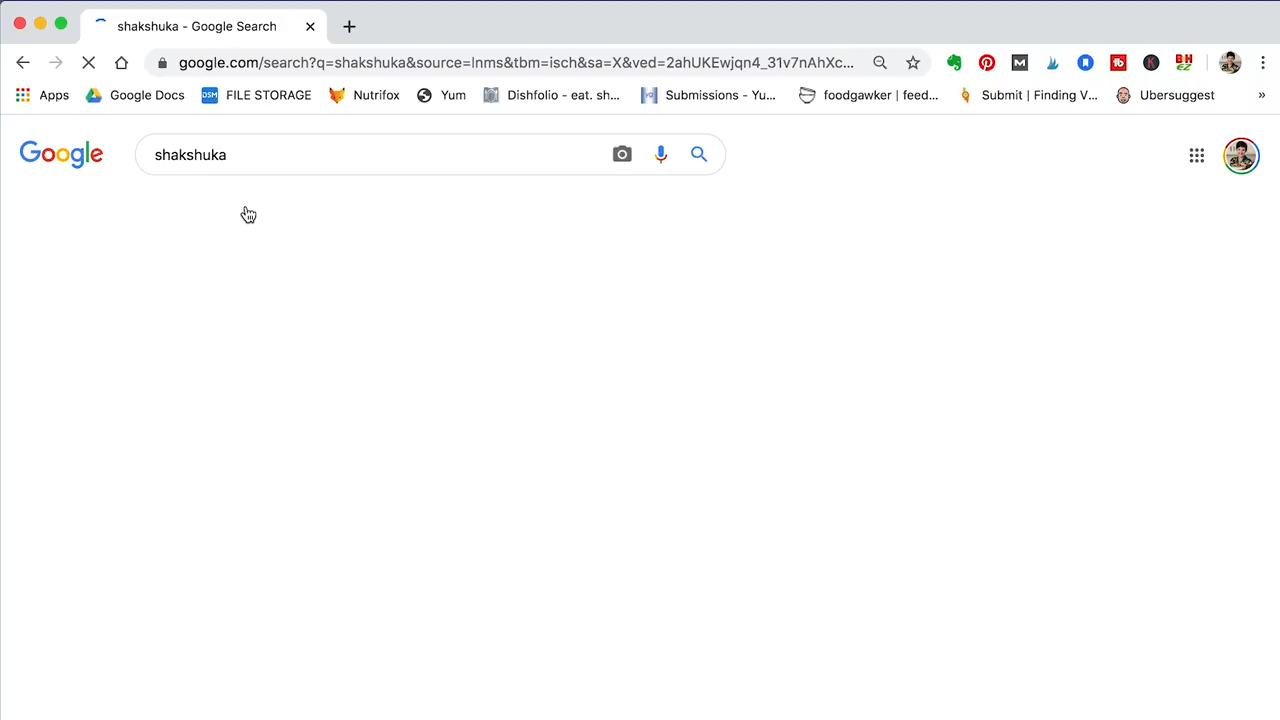 shakshuka - Google Search
google.com/search?q=shakshuka&source=lnms&tbm=isch&sa=X&ved=2ahUKEwjqn4_31v7nAhXc...
Apps Google Docs DSM FILE STORAGE Nutrifox Yum Dishfolio - eat. sh... Submissions - Yu... foodgawker | feed... Submit | Finding V... Ubersuggest »
Google shakshuka